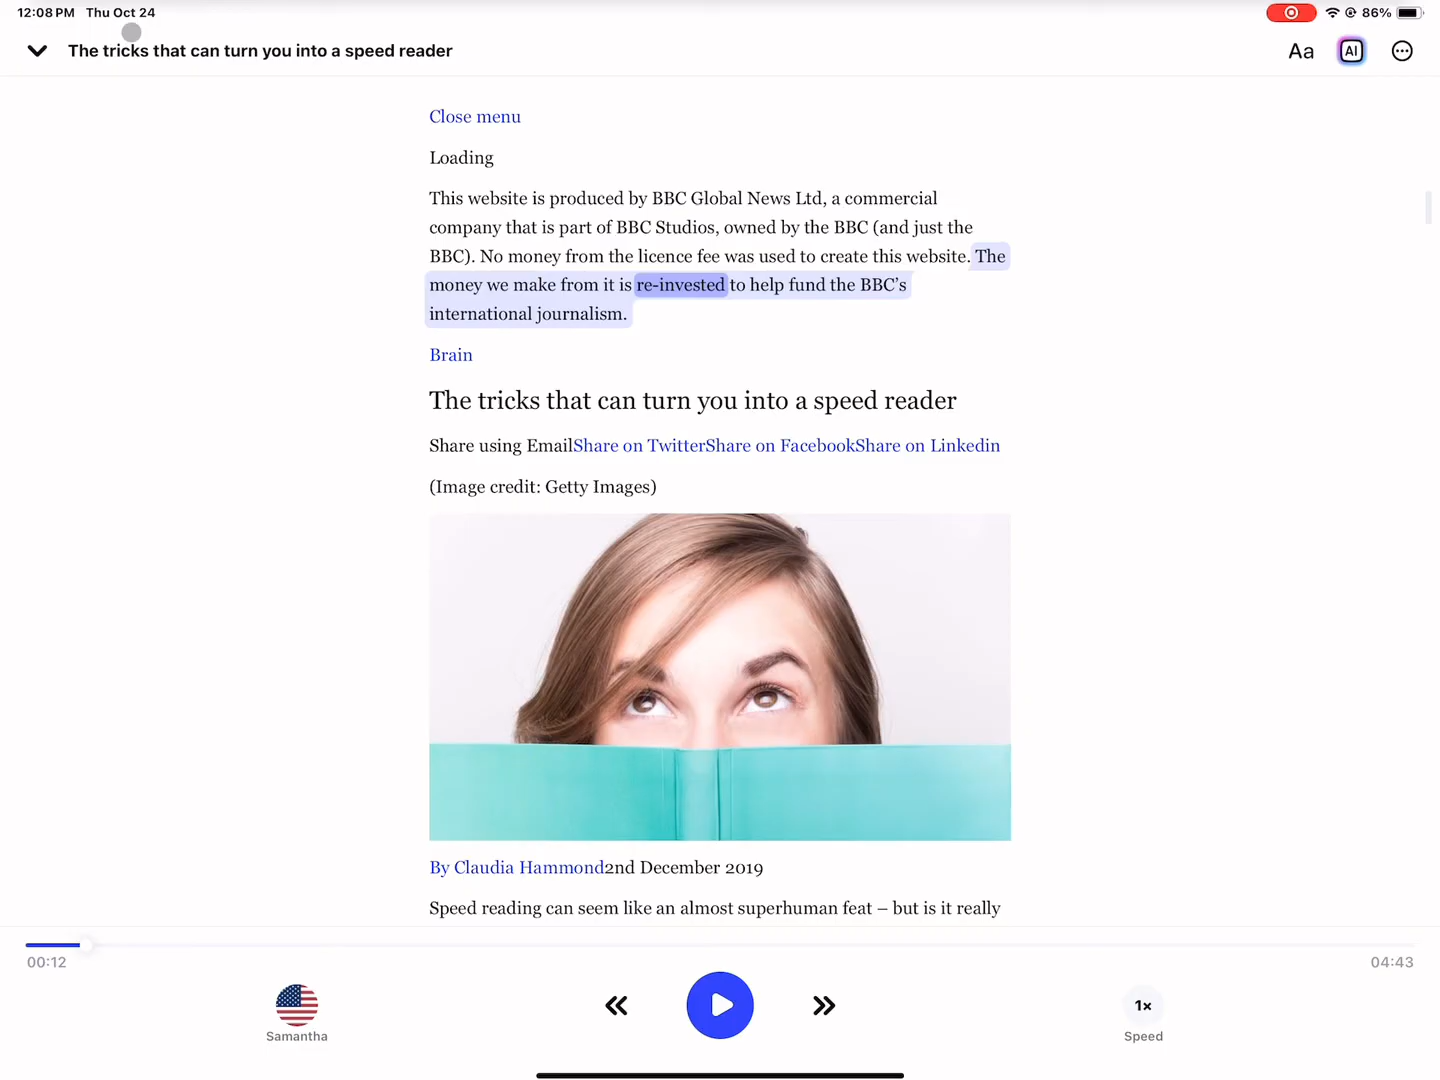 12:08 PM Thu Oct 24
86%
The tricks that can turn you into a speed reader
Aa
AI
Close menu
Loading
This website is produced by BBC Global News Ltd, a commercial
company that is part of BBC Studios, owned by the BBC (and just the
BBC). No money from the licence fee was used to create this website. The
money we make from it is re-invested to help fund the BBC’s
international journalism.
Brain
The tricks that can turn you into a speed reader
Share using EmailShare on TwitterShare on FacebookShare on Linkedin
(Image credit: Getty Images)
By Claudia Hammond2nd December 2019
Speed reading can seem like an almost superhuman feat – but is it really
00:12
04:43
Samantha
1×
Speed